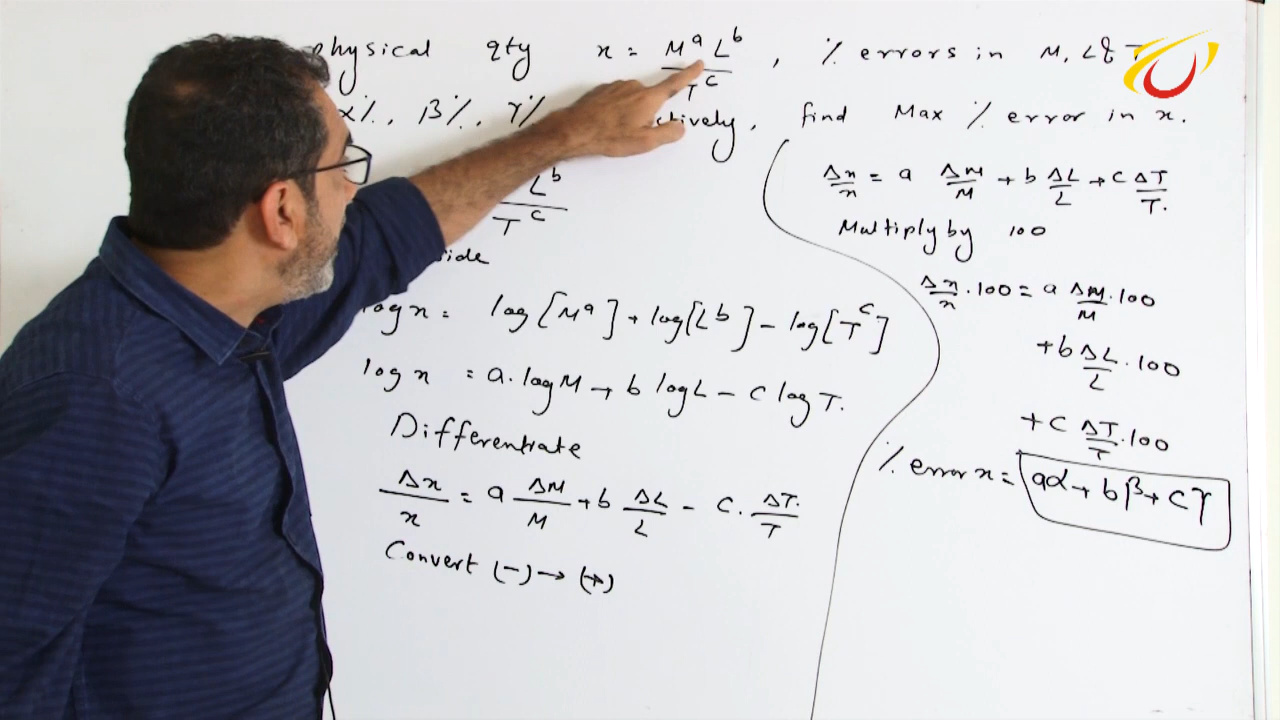 physical qty x = M^a L^b / T^c , % errors in M, L & T
α%, β%, γ% ctively, find Max % error in x.
L^b / T^c
side
log x = log [M^a] + log[L^b] - log[T^c]
log x = a. log M + b log L - c log T.
Differentrate
Δx/x = a ΔM/M + b ΔL/L - c. ΔT/T.
Convert (-) → (+)
Δx/x = a ΔM/M + b ΔL/L + c ΔT/T.
Multiply by 100
Δx/x . 100 = a ΔM/M . 100
+ b ΔL/L . 100
+ c ΔT/T . 100
% error x = aα + bβ + cγ